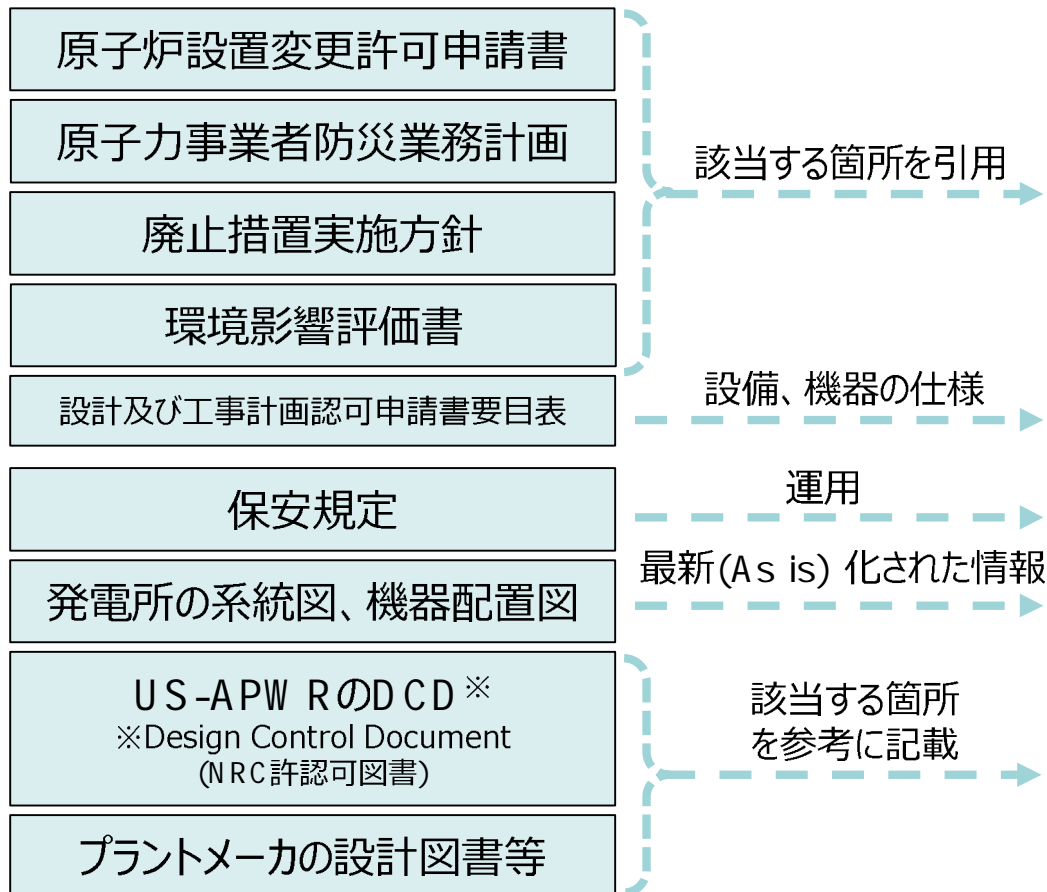 原子炉設置変更許可申請書
原子力事業者防災業務計画
廃止措置実施方針
環境影響評価書
該当する箇所を引用
設計及び工事計画認可申請書要目表
設備、機器の仕様
保安規定
運用
発電所の系統図、機器配置図
最新(As is) 化された情報
US-APWRのDCD※
※Design Control Document
(NRC許認可図書)
プラントメーカの設計図書等
該当する箇所
を参考に記載